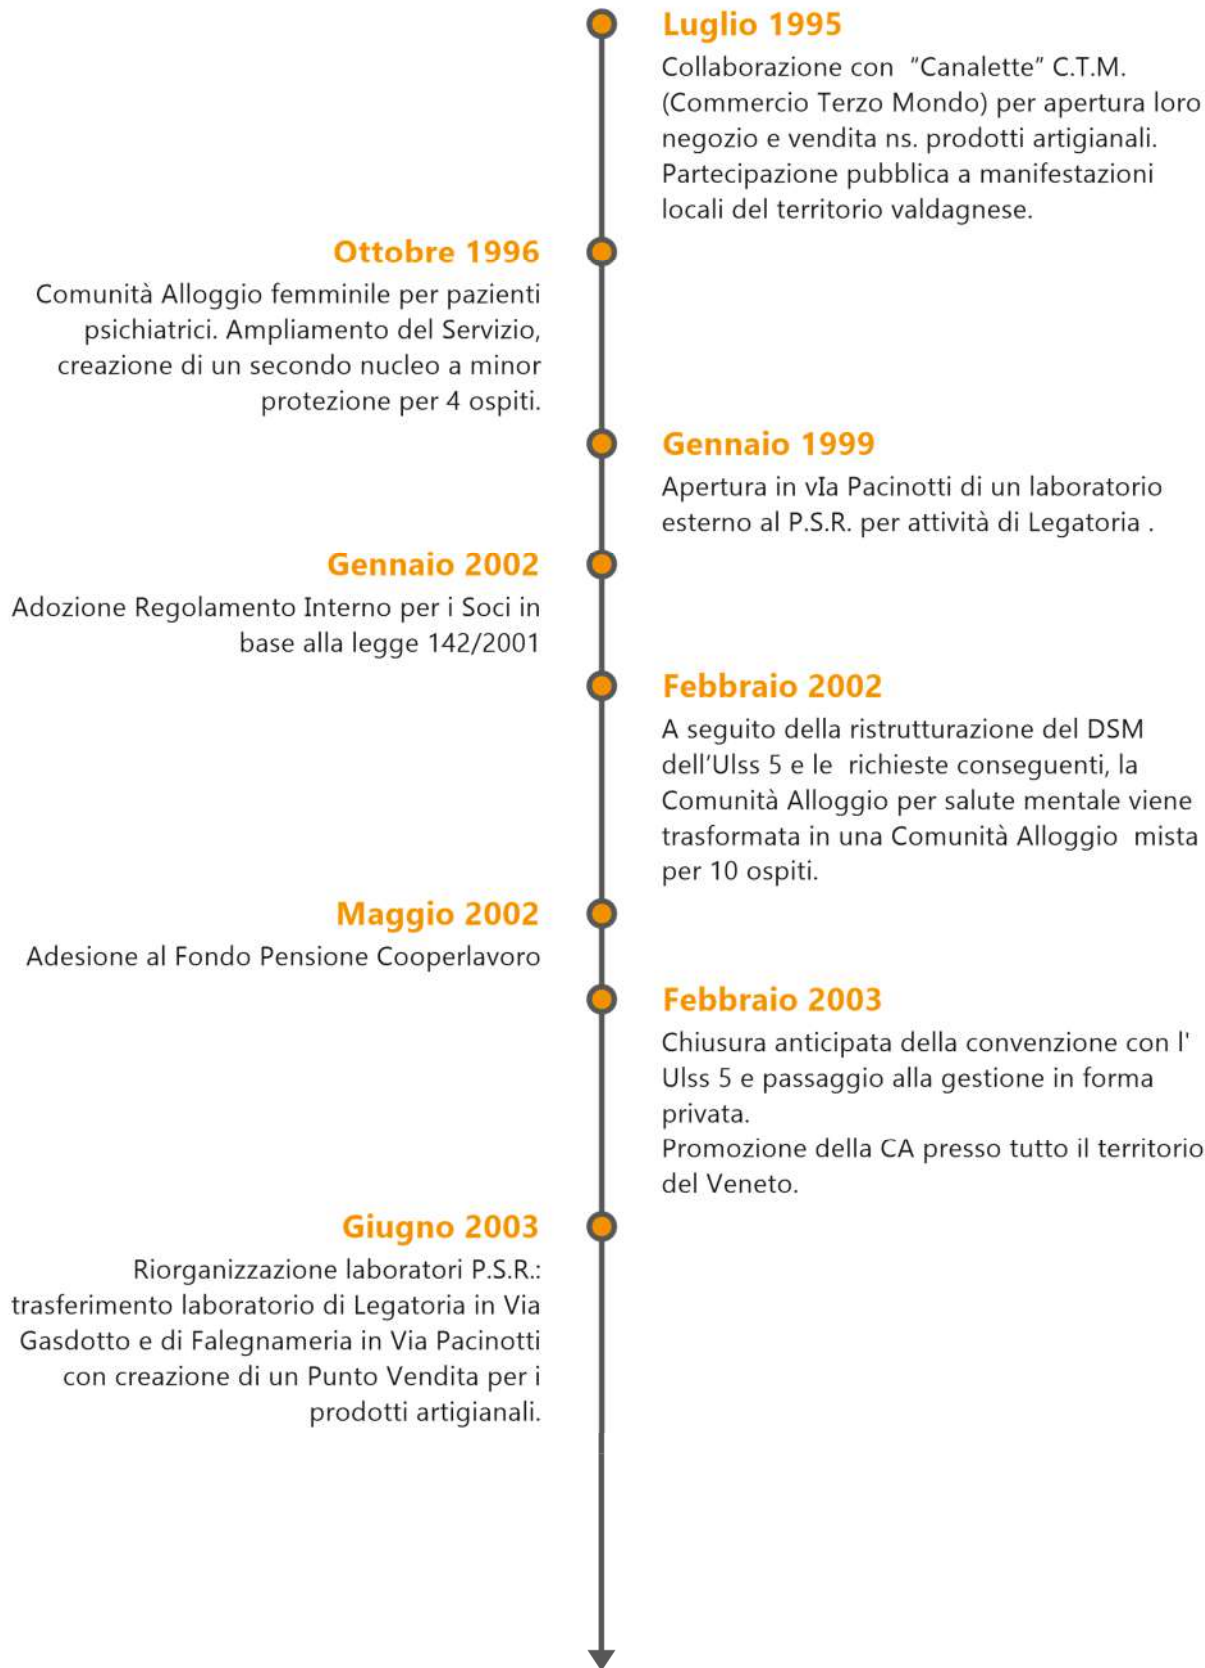 Luglio 1995
Collaborazione con “Canalette” C.T.M.
(Commercio Terzo Mondo) per apertura loro
negozio e vendita ns. prodotti artigianali.
Partecipazione pubblica a manifestazioni
locali del territorio valdagnese.
Ottobre 1996
Comunità Alloggio femminile per pazienti
psichiatrici. Ampliamento del Servizio,
creazione di un secondo nucleo a minor
protezione per 4 ospiti.
Gennaio 1999
Apertura in vIa Pacinotti di un laboratorio
esterno al P.S.R. per attività di Legatoria .
Gennaio 2002
Adozione Regolamento Interno per i Soci in
base alla legge 142/2001
Febbraio 2002
A seguito della ristrutturazione del DSM
dell’Ulss 5 e le richieste conseguenti, la
Comunità Alloggio per salute mentale viene
trasformata in una Comunità Alloggio mista
per 10 ospiti.
Maggio 2002
Adesione al Fondo Pensione Cooperlavoro
Febbraio 2003
Chiusura anticipata della convenzione con l'
Ulss 5 e passaggio alla gestione in forma
privata.
Promozione della CA presso tutto il territorio
del Veneto.
Giugno 2003
Riorganizzazione laboratori P.S.R.:
trasferimento laboratorio di Legatoria in Via
Gasdotto e di Falegnameria in Via Pacinotti
con creazione di un Punto Vendita per i
prodotti artigianali.